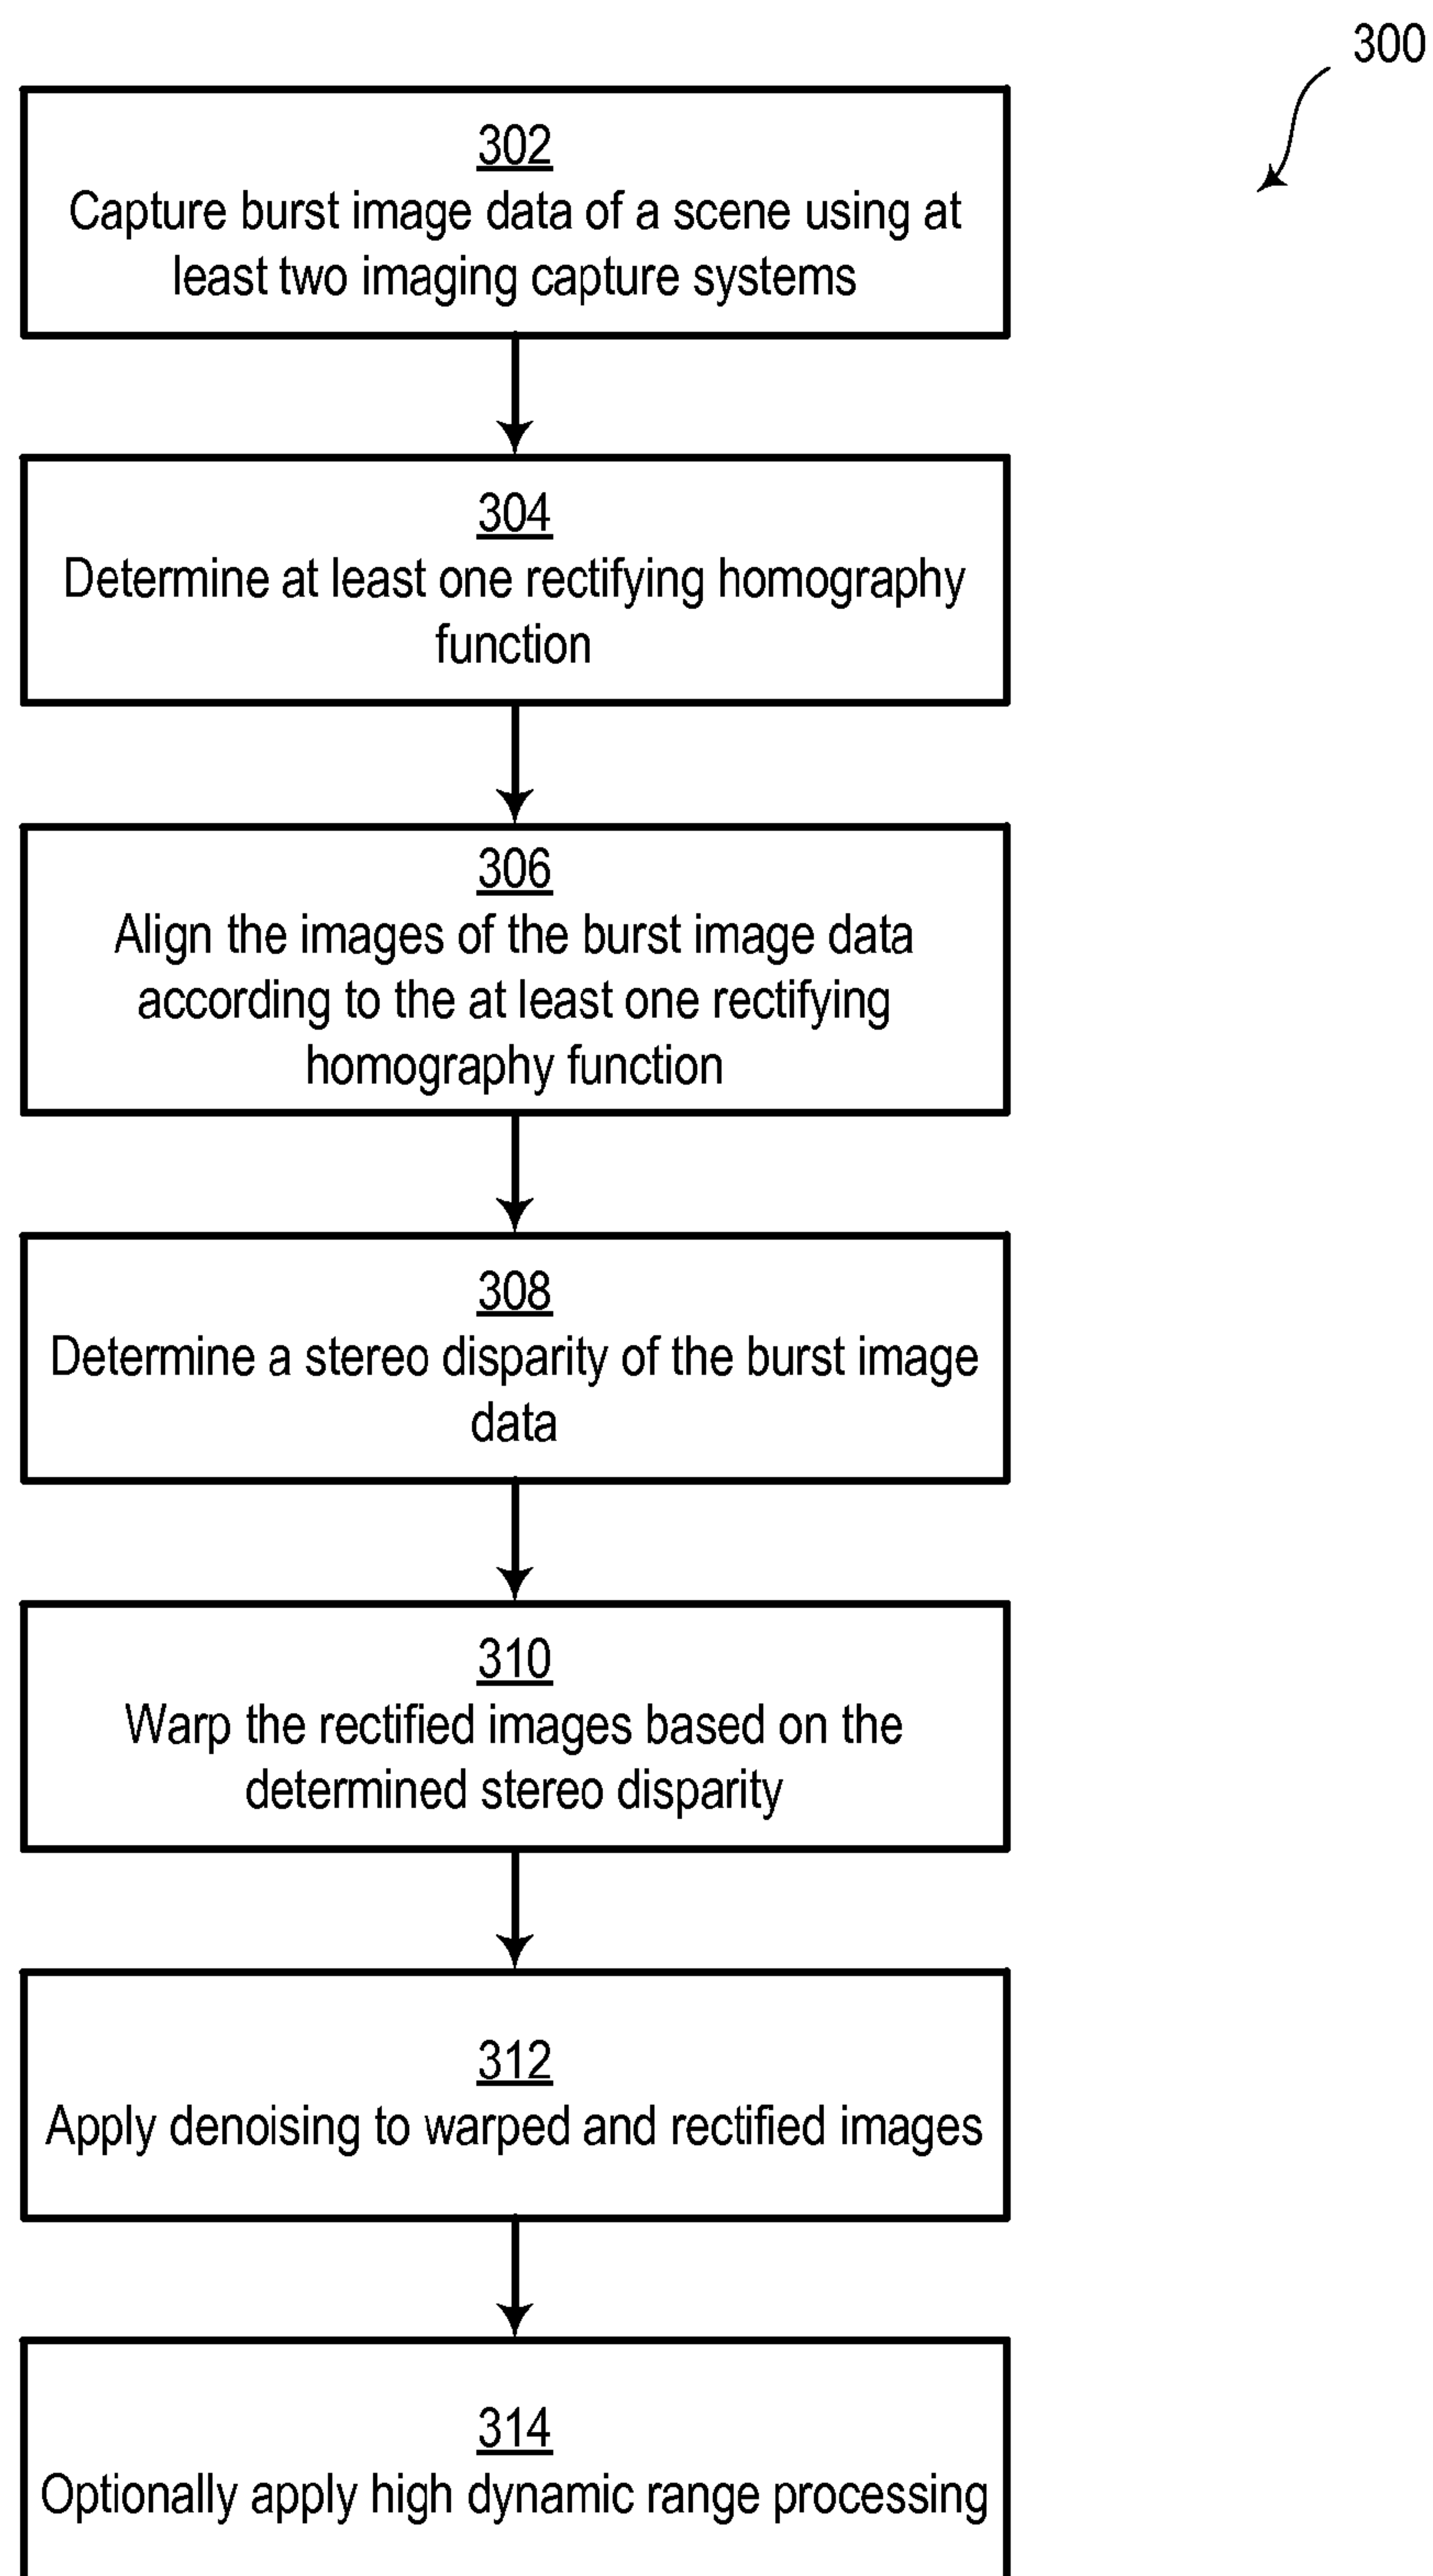 300
302
Capture burst image data of a scene using at
least two imaging capture systems
304
Determine at least one rectifying homography
function
306
Align the images of the burst image data
according to the at least one rectifying
homography function
308
Determine a stereo disparity of the burst image
data
310
Warp the rectified images based on the
determined stereo disparity
312
Apply denoising to warped and rectified images
314
Optionally apply high dynamic range processing